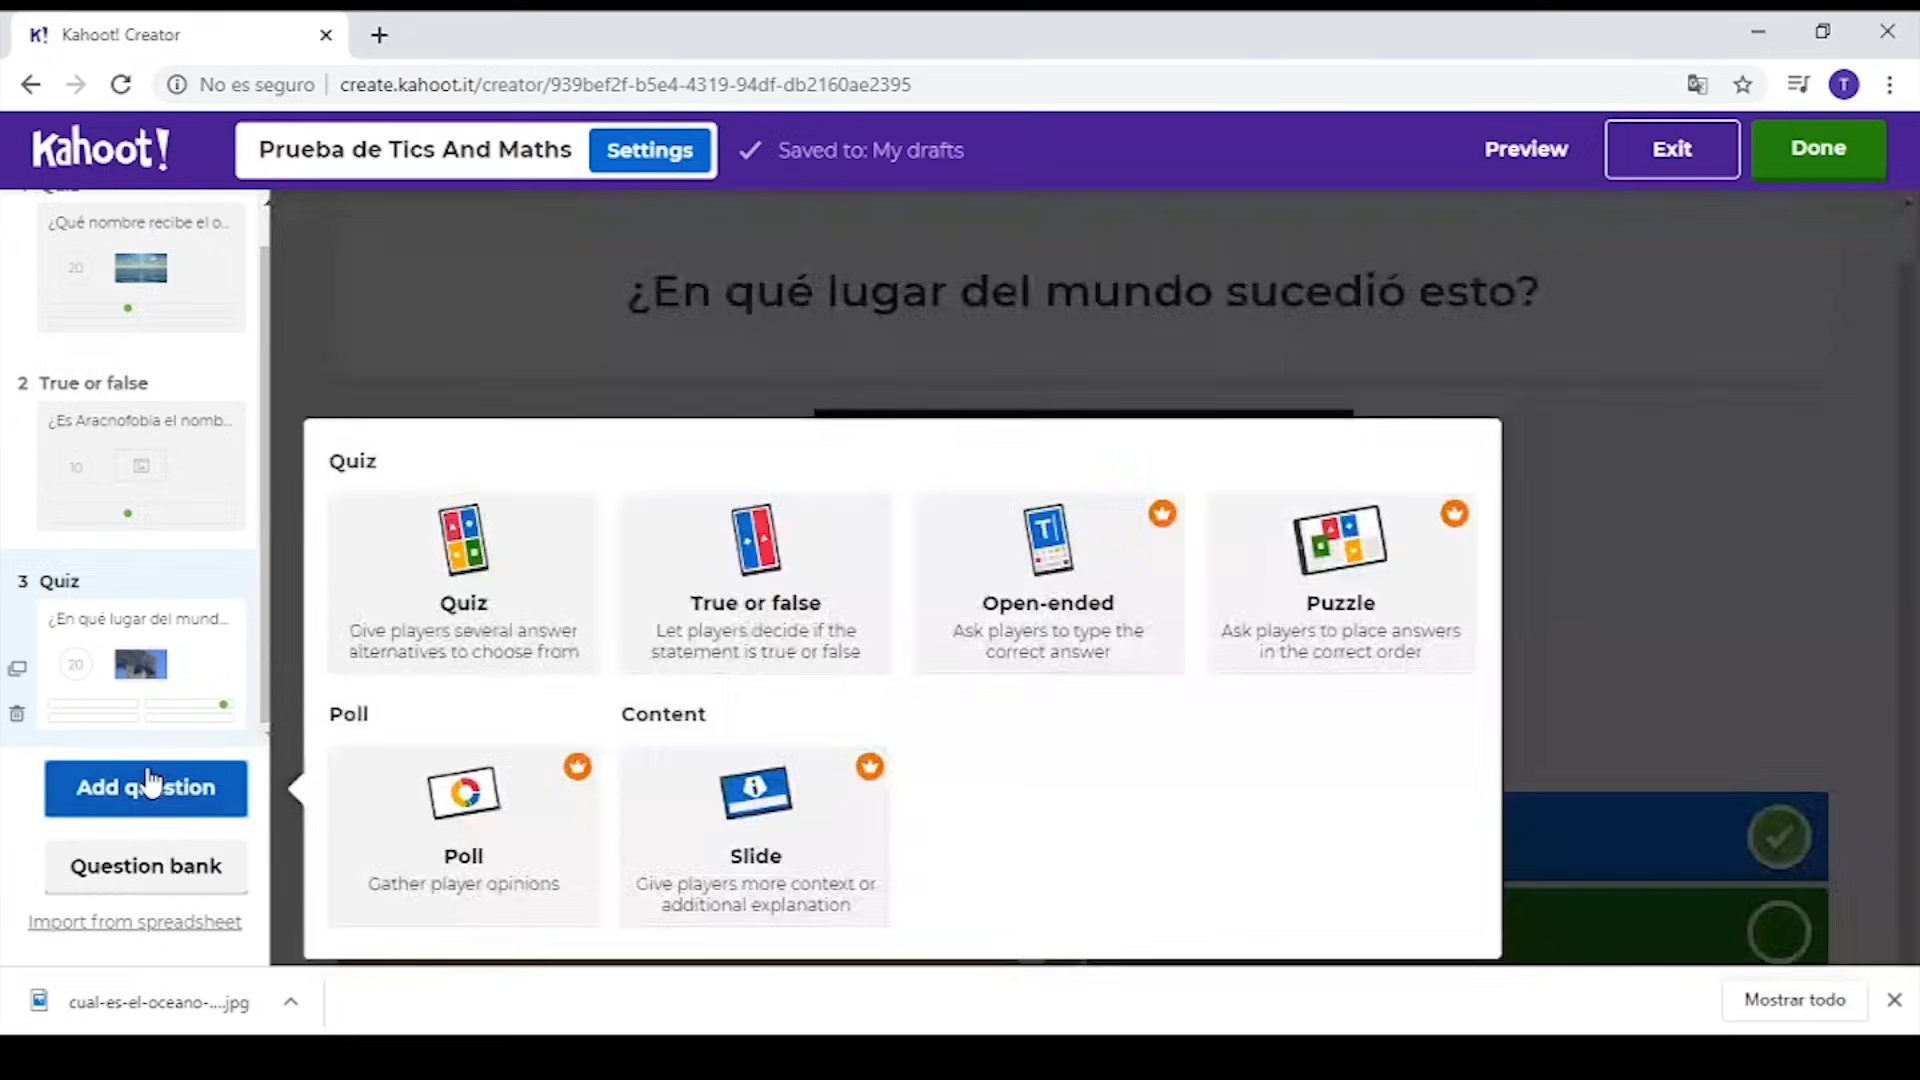 K! Kahoot! Creator
No es seguro | create.kahoot.it/creator/939bef2f-b5e4-4319-94df-db2160ae2395
T
Kahoot!
Prueba de Tics And Maths
Settings
Saved to: My drafts
Preview
Exit
Done
¿Qué nombre recibe el o...
20
2 True or false
¿Es Aracnofobia el nomb...
10
3 Quiz
¿En qué lugar del mund...
20
Add question
Question bank
Import from spreadsheet
¿En qué lugar del mundo sucedió esto?
Quiz
Quiz
Give players several answer
alternatives to choose from
True or false
Let players decide if the
statement is true or false
Open-ended
Ask players to type the
correct answer
Puzzle
Ask players to place answers
in the correct order
Poll
Content
Poll
Gather player opinions
Slide
Give players more context or
additional explanation
cual-es-el-oceano-....jpg
Mostrar todo